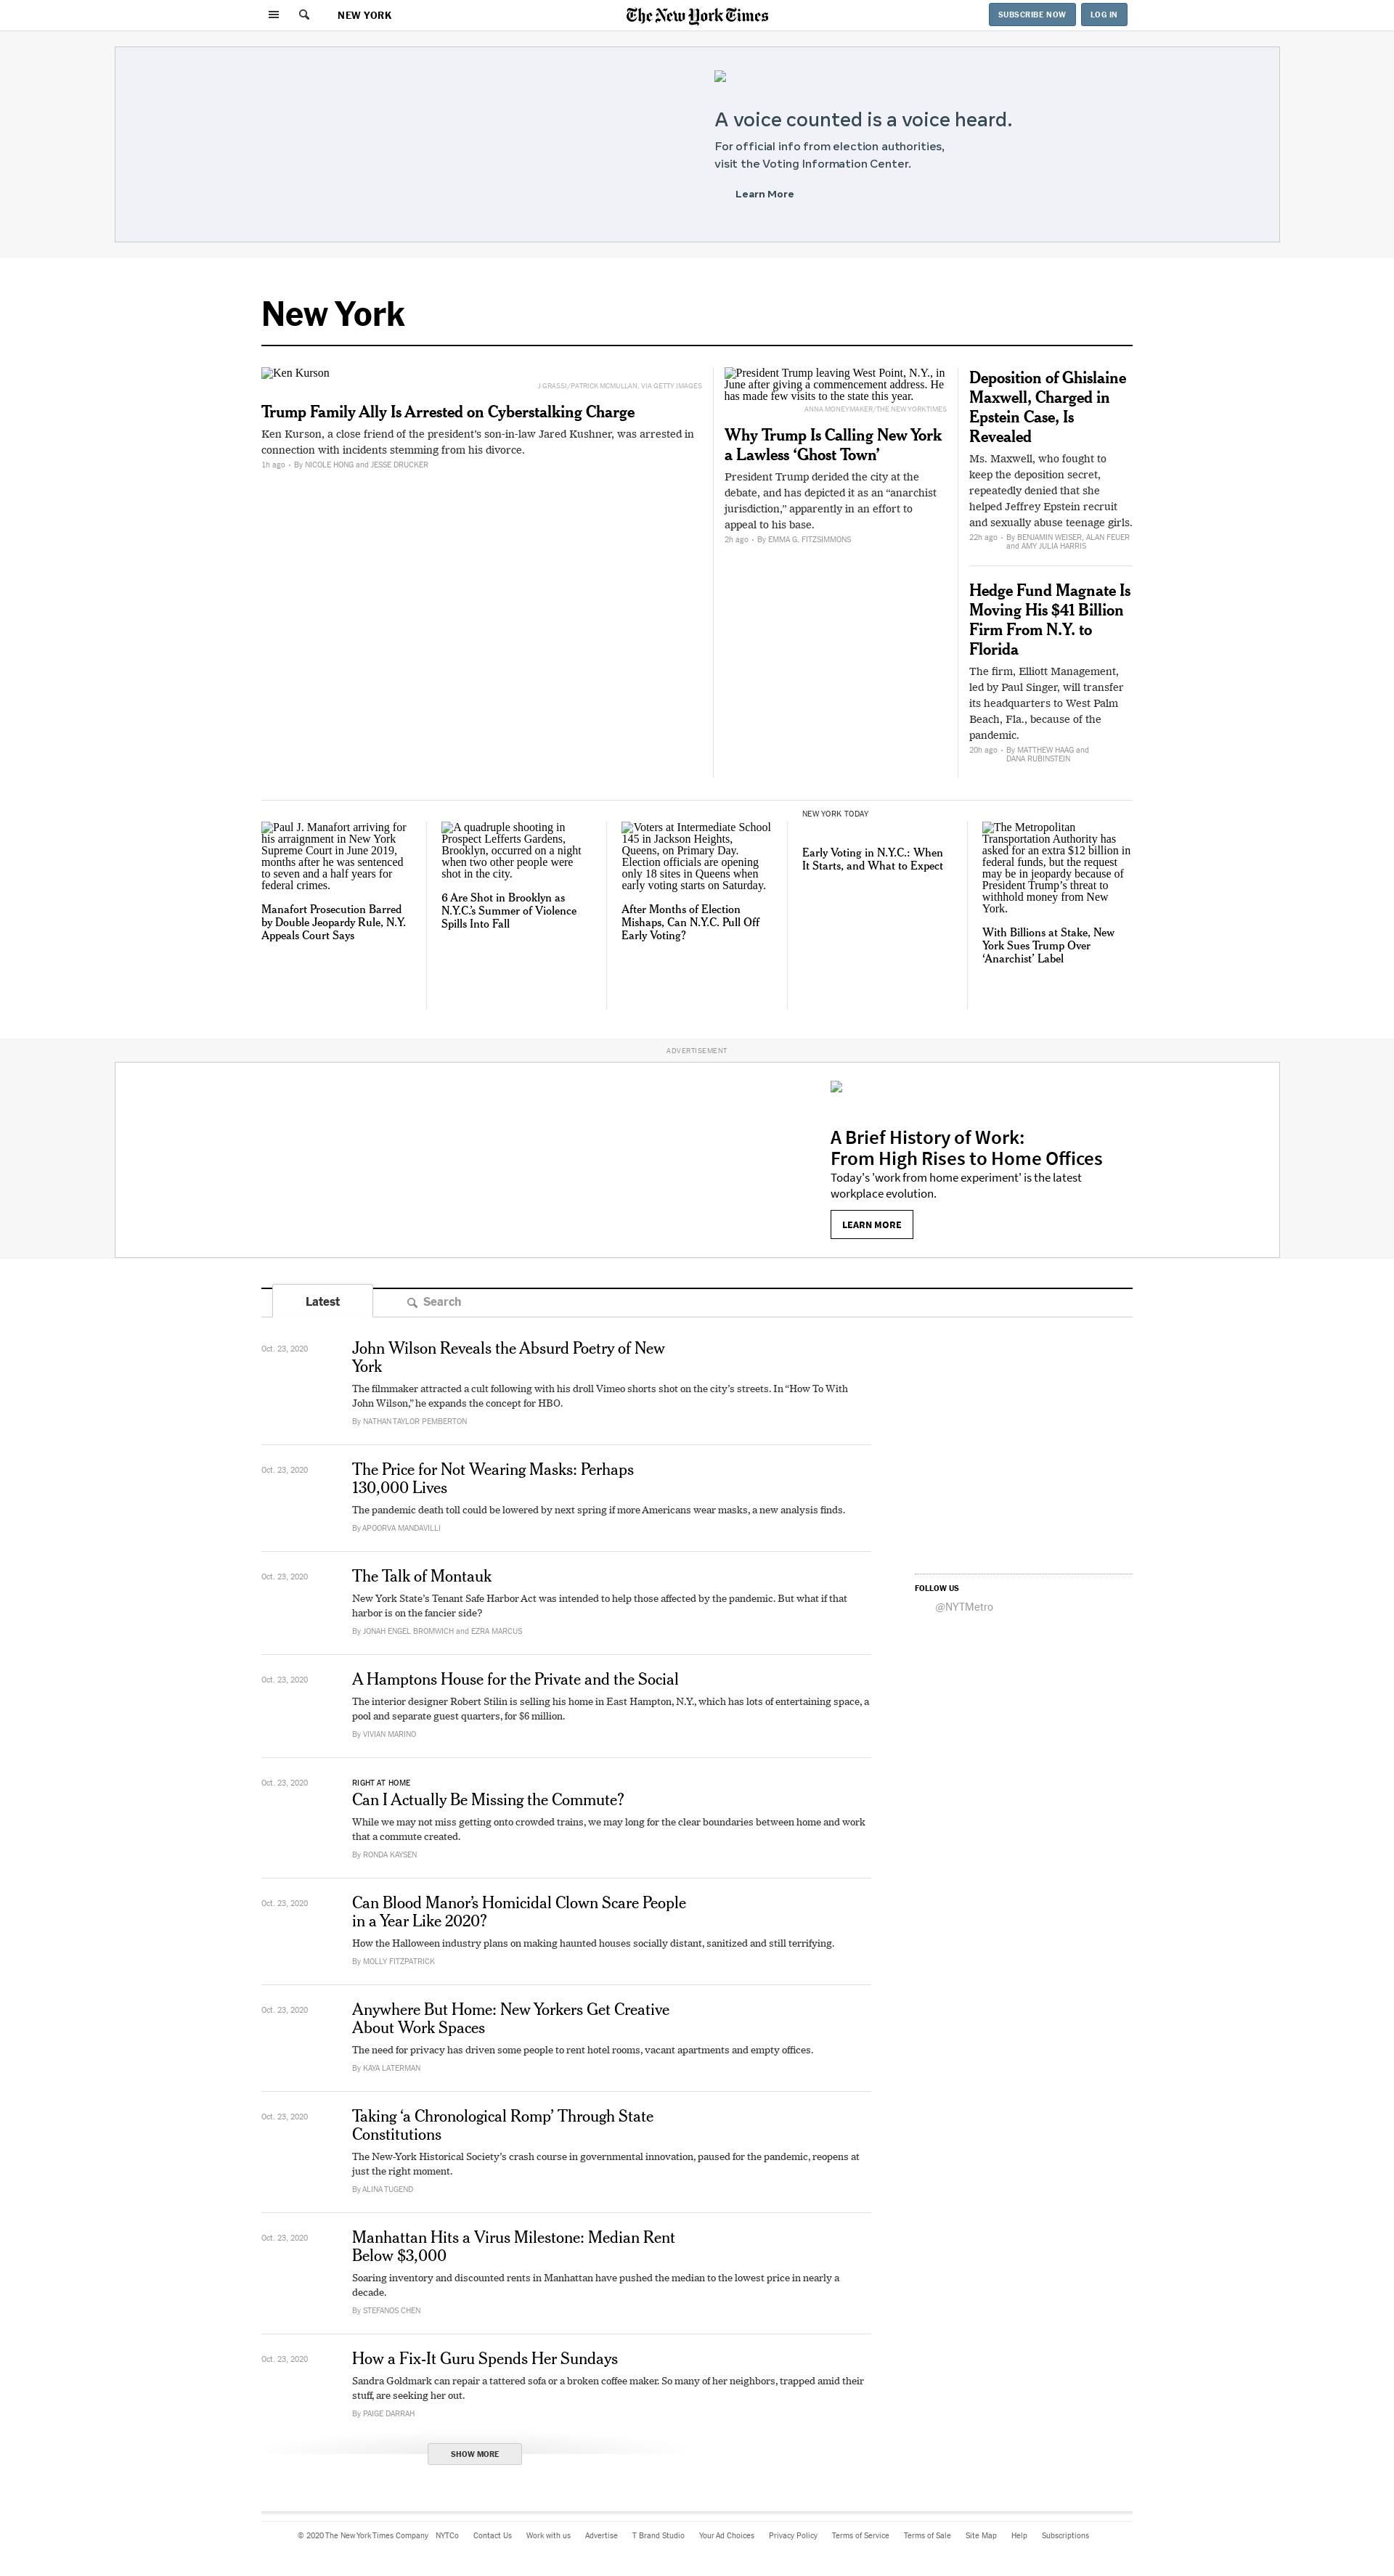 NEW YORK
The New York Times
SUBSCRIBE NOW
LOG IN
A voice counted is a voice heard.
For official info from election authorities,
visit the Voting Information Center.
Learn More
New York
Ken Kurson
J GRASSI/PATRICK MCMULLAN, VIA GETTY IMAGES
Trump Family Ally Is Arrested on Cyberstalking Charge
Ken Kurson, a close friend of the president's son-in-law Jared Kushner, was arrested in
connection with incidents stemming from his divorce.
1h ago • By NICOLE HONG and JESSE DRUCKER
President Trump leaving West Point, N.Y., in
June after giving a commencement address. He
has made few visits to the state this year.
ANNA MONEYMAKER/THE NEW YORK TIMES
Why Trump Is Calling New York
a Lawless ‘Ghost Town’
President Trump derided the city at the
debate, and has depicted it as an “anarchist
jurisdiction,” apparently in an effort to
appeal to his base.
2h ago • By EMMA G. FITZSIMMONS
Deposition of Ghislaine
Maxwell, Charged in
Epstein Case, Is
Revealed
Ms. Maxwell, who fought to
keep the deposition secret,
repeatedly denied that she
helped Jeffrey Epstein recruit
and sexually abuse teenage girls.
22h ago • By BENJAMIN WEISER, ALAN FEUER
and AMY JULIA HARRIS
Hedge Fund Magnate Is
Moving His $41 Billion
Firm From N.Y. to
Florida
The firm, Elliott Management,
led by Paul Singer, will transfer
its headquarters to West Palm
Beach, Fla., because of the
pandemic.
20h ago • By MATTHEW HAAG and
DANA RUBINSTEIN
Paul J. Manafort arriving for
his arraignment in New York
Supreme Court in June 2019,
months after he was sentenced
to seven and a half years for
federal crimes.
Manafort Prosecution Barred
by Double Jeopardy Rule, N.Y.
Appeals Court Says
A quadruple shooting in
Prospect Lefferts Gardens,
Brooklyn, occurred on a night
when two other people were
shot in the city.
6 Are Shot in Brooklyn as
N.Y.C.’s Summer of Violence
Spills Into Fall
Voters at Intermediate School
145 in Jackson Heights,
Queens, on Primary Day.
Election officials are opening
only 18 sites in Queens when
early voting starts on Saturday.
After Months of Election
Mishaps, Can N.Y.C. Pull Off
Early Voting?
NEW YORK TODAY
Early Voting in N.Y.C.: When
It Starts, and What to Expect
The Metropolitan
Transportation Authority has
asked for an extra $12 billion in
federal funds, but the request
may be in jeopardy because of
President Trump’s threat to
withhold money from New
York.
With Billions at Stake, New
York Sues Trump Over
‘Anarchist’ Label
ADVERTISEMENT
A Brief History of Work:
From High Rises to Home Offices
Today's 'work from home experiment' is the latest
workplace evolution.
LEARN MORE
Latest
Search
Oct. 23, 2020
John Wilson Reveals the Absurd Poetry of New
York
The filmmaker attracted a cult following with his droll Vimeo shorts shot on the city’s streets. In “How To With
John Wilson,” he expands the concept for HBO.
By NATHAN TAYLOR PEMBERTON
Oct. 23, 2020
The Price for Not Wearing Masks: Perhaps
130,000 Lives
The pandemic death toll could be lowered by next spring if more Americans wear masks, a new analysis finds.
By APOORVA MANDAVILLI
Oct. 23, 2020
The Talk of Montauk
New York State’s Tenant Safe Harbor Act was intended to help those affected by the pandemic. But what if that
harbor is on the fancier side?
By JONAH ENGEL BROMWICH and EZRA MARCUS
FOLLOW US
@NYTMetro
Oct. 23, 2020
A Hamptons House for the Private and the Social
The interior designer Robert Stilin is selling his home in East Hampton, N.Y., which has lots of entertaining space, a
pool and separate guest quarters, for $6 million.
By VIVIAN MARINO
Oct. 23, 2020
RIGHT AT HOME
Can I Actually Be Missing the Commute?
While we may not miss getting onto crowded trains, we may long for the clear boundaries between home and work
that a commute created.
By RONDA KAYSEN
Oct. 23, 2020
Can Blood Manor’s Homicidal Clown Scare People
in a Year Like 2020?
How the Halloween industry plans on making haunted houses socially distant, sanitized and still terrifying.
By MOLLY FITZPATRICK
Oct. 23, 2020
Anywhere But Home: New Yorkers Get Creative
About Work Spaces
The need for privacy has driven some people to rent hotel rooms, vacant apartments and empty offices.
By KAYA LATERMAN
Oct. 23, 2020
Taking ‘a Chronological Romp’ Through State
Constitutions
The New-York Historical Society’s crash course in governmental innovation, paused for the pandemic, reopens at
just the right moment.
By ALINA TUGEND
Oct. 23, 2020
Manhattan Hits a Virus Milestone: Median Rent
Below $3,000
Soaring inventory and discounted rents in Manhattan have pushed the median to the lowest price in nearly a
decade.
By STEFANOS CHEN
Oct. 23, 2020
How a Fix-It Guru Spends Her Sundays
Sandra Goldmark can repair a tattered sofa or a broken coffee maker. So many of her neighbors, trapped amid their
stuff, are seeking her out.
By PAIGE DARRAH
SHOW MORE
© 2020 The New York Times Company NYTCo Contact Us Work with us Advertise T Brand Studio Your Ad Choices Privacy Policy Terms of Service Terms of Sale Site Map Help Subscriptions